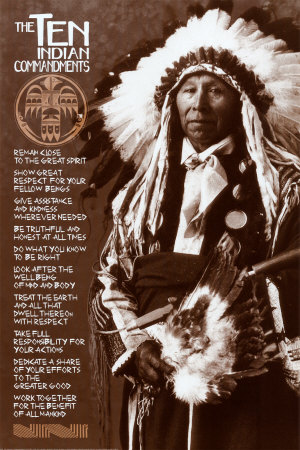 THE TEN
INDIAN
COMMANDMENTS
REMAIN CLOSE
TO THE GREAT SPIRIT
SHOW GREAT
RESPECT FOR YOUR
FELLOW BEINGS
GIVE ASSISTANCE
AND KINDNESS
WHEREVER NEEDED
BE TRUTHFUL AND
HONEST AT ALL TIMES
DO WHAT YOU KNOW
TO BE RIGHT
LOOK AFTER THE
WELL BEING
OF MIND AND BODY
TREAT THE EARTH
AND ALL THAT
DWELL THEREON
WITH RESPECT
TAKE FULL
RESPONSIBILITY FOR
YOUR ACTIONS
DEDICATE A SHARE
OF YOUR EFFORTS
TO THE
GREATER GOOD
WORK TOGETHER
FOR THE BENEFIT
OF ALL MANKIND